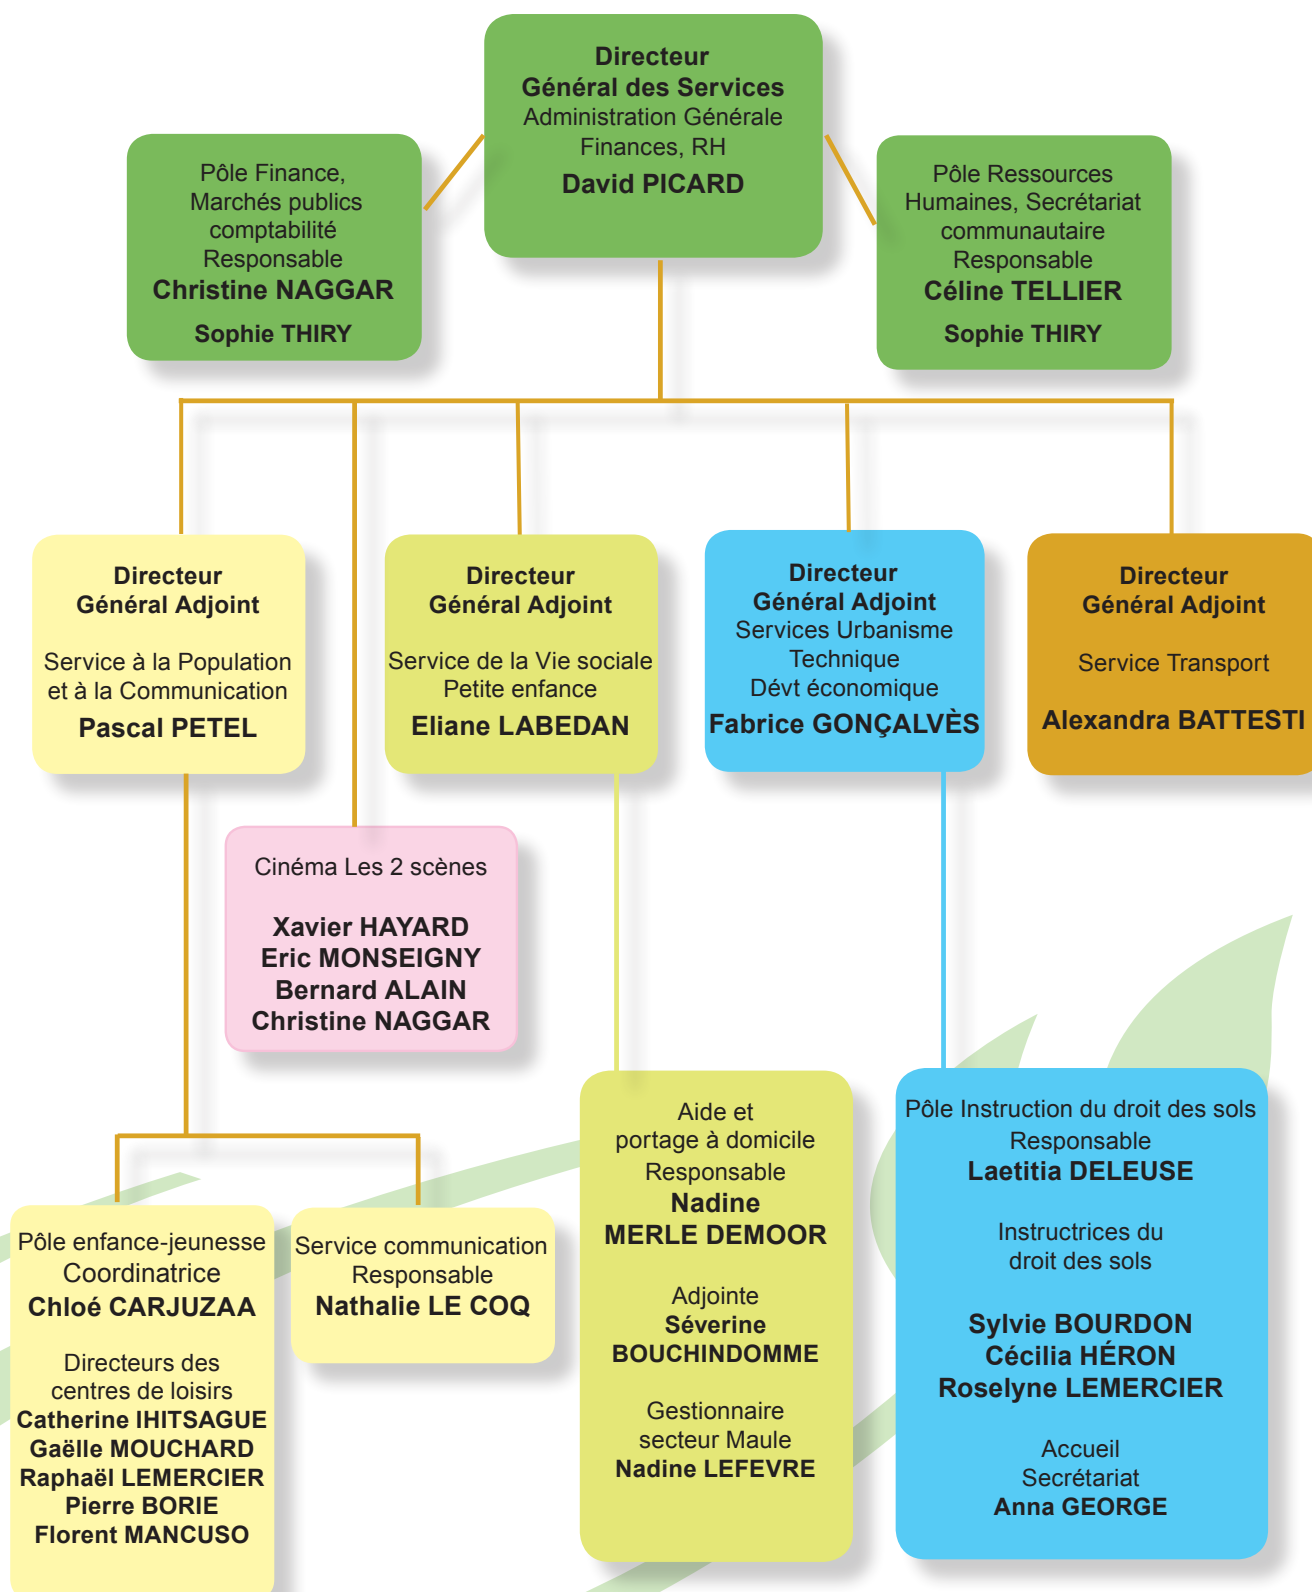 Directeur
Général des Services
Administration Générale
Finances, RH
David PICARD
Pôle Finance,
Marchés publics
comptabilité
Responsable
Christine NAGGAR
Sophie THIRY
Pôle Ressources
Humaines, Secrétariat
communautaire
Responsable
Céline TELLIER
Sophie THIRY
Directeur
Général Adjoint
Service à la Population
et à la Communication
Pascal PETEL
Directeur
Général Adjoint
Service de la Vie sociale
Petite enfance
Eliane LABEDAN
Directeur
Général Adjoint
Services Urbanisme
Technique
Dévt économique
Fabrice GONÇALVÈS
Directeur
Général Adjoint
Service Transport
Alexandra BATTESTI
Cinéma Les 2 scènes
Xavier HAYARD
Eric MONSEIGNY
Bernard ALAIN
Christine NAGGAR
Pôle enfance-jeunesse
Coordinatrice
Chloé CARJUZAA
Directeurs des
centres de loisirs
Catherine IHITSAGUE
Gaëlle MOUCHARD
Raphaël LEMERCIER
Pierre BORIE
Florent MANCUSO
Service communication
Responsable
Nathalie LE COQ
Aide et
portage à domicile
Responsable
Nadine
MERLE DEMOOR
Adjointe
Séverine
BOUCHINDOMME
Gestionnaire
secteur Maule
Nadine LEFEVRE
Pôle Instruction du droit des sols
Responsable
Laetitia DELEUSE
Instructrices du
droit des sols
Sylvie BOURDON
Cécilia HÉRON
Roselyne LEMERCIER
Accueil
Secrétariat
Anna GEORGE